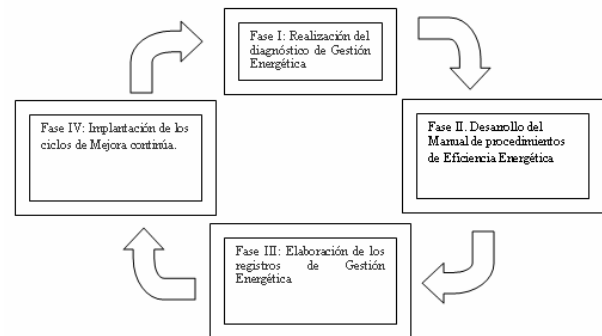 Fase I: Realización del
diagnóstico de Gestión
Energética
Fase II. Desarrollo del
Manual de procedimientos
de Eficiencia Energética
Fase III: Elaboración de los
registros de Gestión
Energética
Fase IV: Implantación de los
ciclos de Mejora continúa.